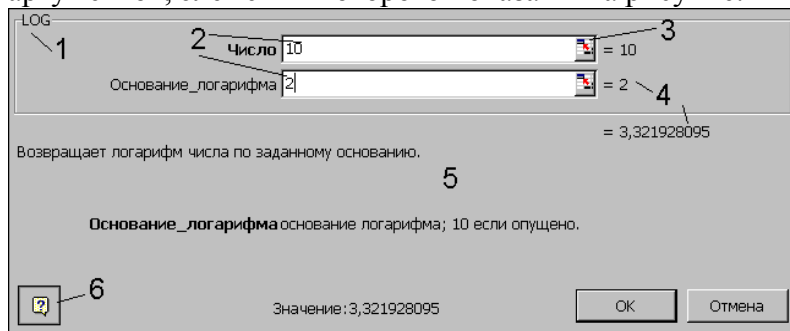 LOG
1
2
3
Число 10 = 10
Основание_логарифма 2 = 2
4
= 3,321928095
Возвращает логарифм числа по заданному основанию.
5
Основание_логарифма основание логарифма; 10 если опущено.
6
Значение:3,321928095
OK
Отмена